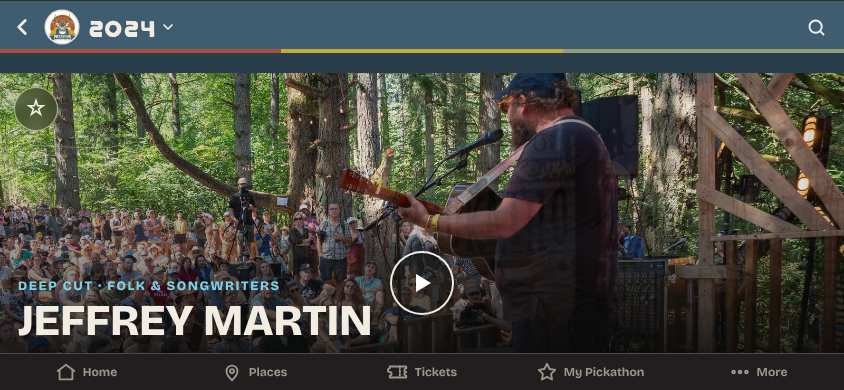 2024
DEEP CUT · FOLK & SONGWRITERS
JEFFREY MARTIN
Home
Places
Tickets
My Pickathon
More